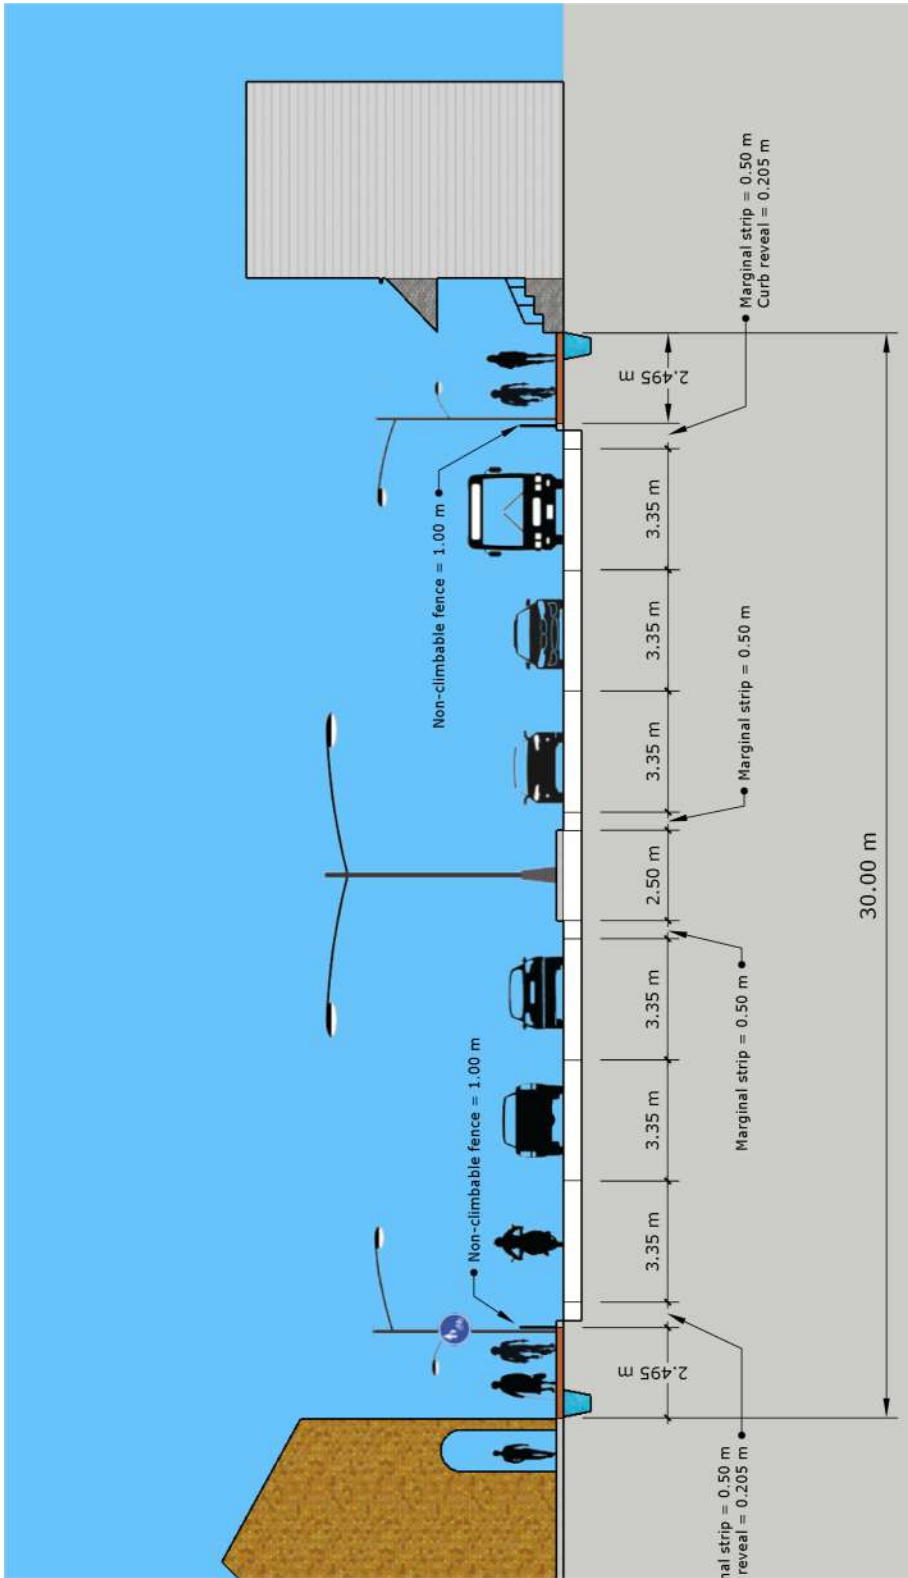 Non-climbable fence = 1.00 m
Non-climbable fence = 1.00 m
2.495 m
3.35 m
3.35 m
3.35 m
2.50 m
3.35 m
3.35 m
3.35 m
2.495 m
nal strip = 0.50 m
reveal = 0.205 m
Marginal strip = 0.50 m
Marginal strip = 0.50 m
Marginal strip = 0.50 m
Curb reveal = 0.205 m
30.00 m